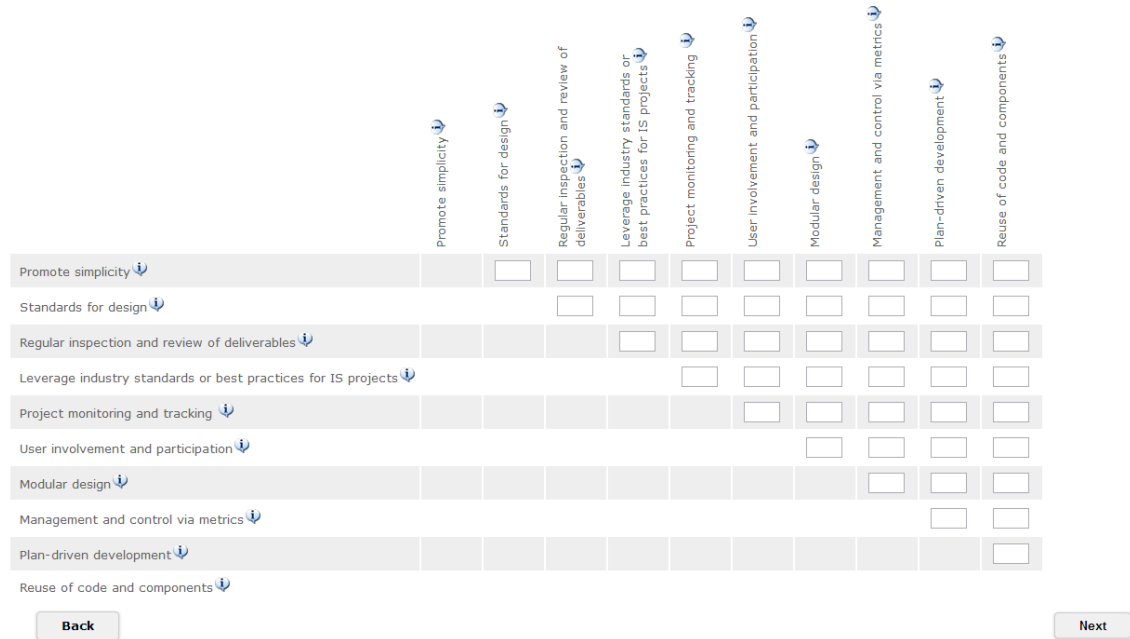 Promote simplicity
Standards for design
Regular inspection and review of
deliverables
Leverage industry standards or
best practices for IS projects
Project monitoring and tracking
User involvement and participation
Modular design
Management and control via metrics
Plan-driven development
Reuse of code and components
Promote simplicity
Standards for design
Regular inspection and review of deliverables
Leverage industry standards or best practices for IS projects
Project monitoring and tracking
User involvement and participation
Modular design
Management and control via metrics
Plan-driven development
Reuse of code and components
Back
Next